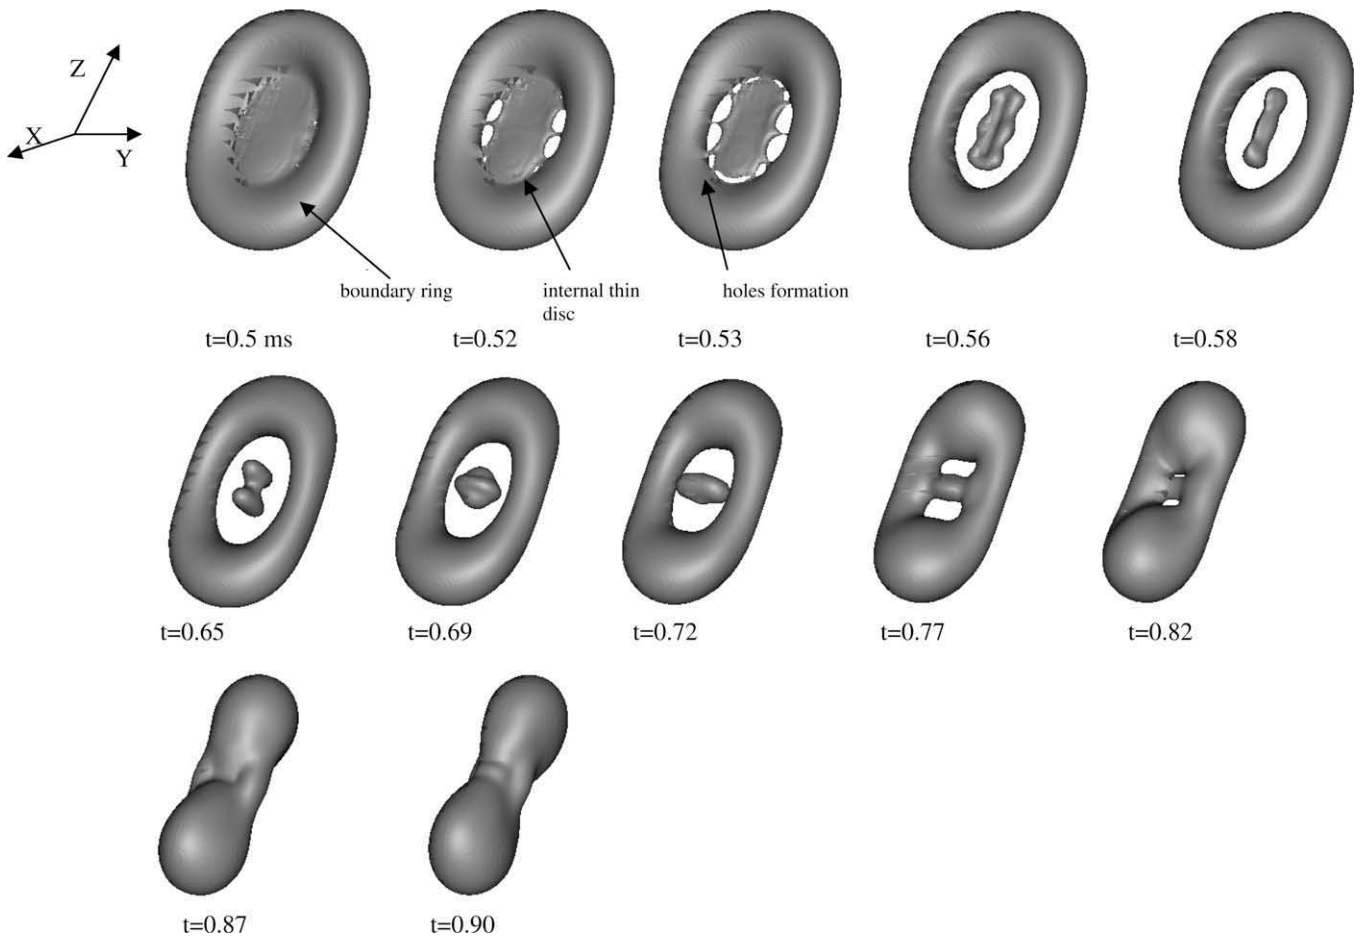 Z
X
Y
boundary ring
internal thin
disc
holes formation
t=0.5 ms
t=0.52
t=0.53
t=0.56
t=0.58
t=0.65
t=0.69
t=0.72
t=0.77
t=0.82
t=0.87
t=0.90